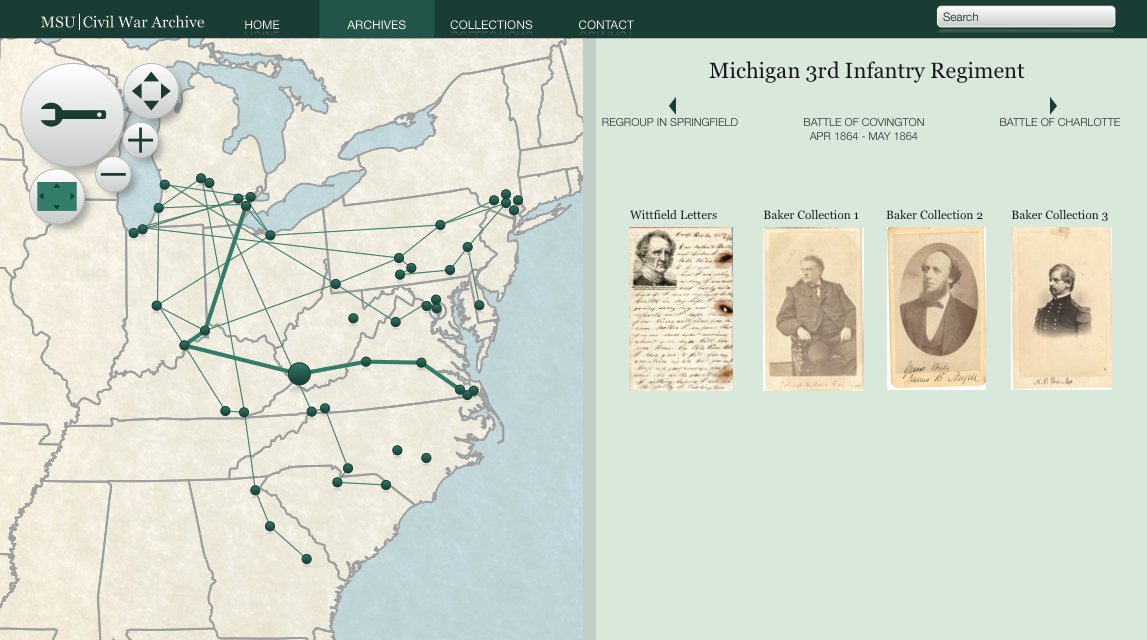 MSU|Civil War Archive
HOME
ARCHIVES
COLLECTIONS
CONTACT
Search
Michigan 3rd Infantry Regiment
REGROUP IN SPRINGFIELD
BATTLE OF COVINGTON
APR 1864 - MAY 1864
BATTLE OF CHARLOTTE
Wittfield Letters
Baker Collection 1
Baker Collection 2
Baker Collection 3